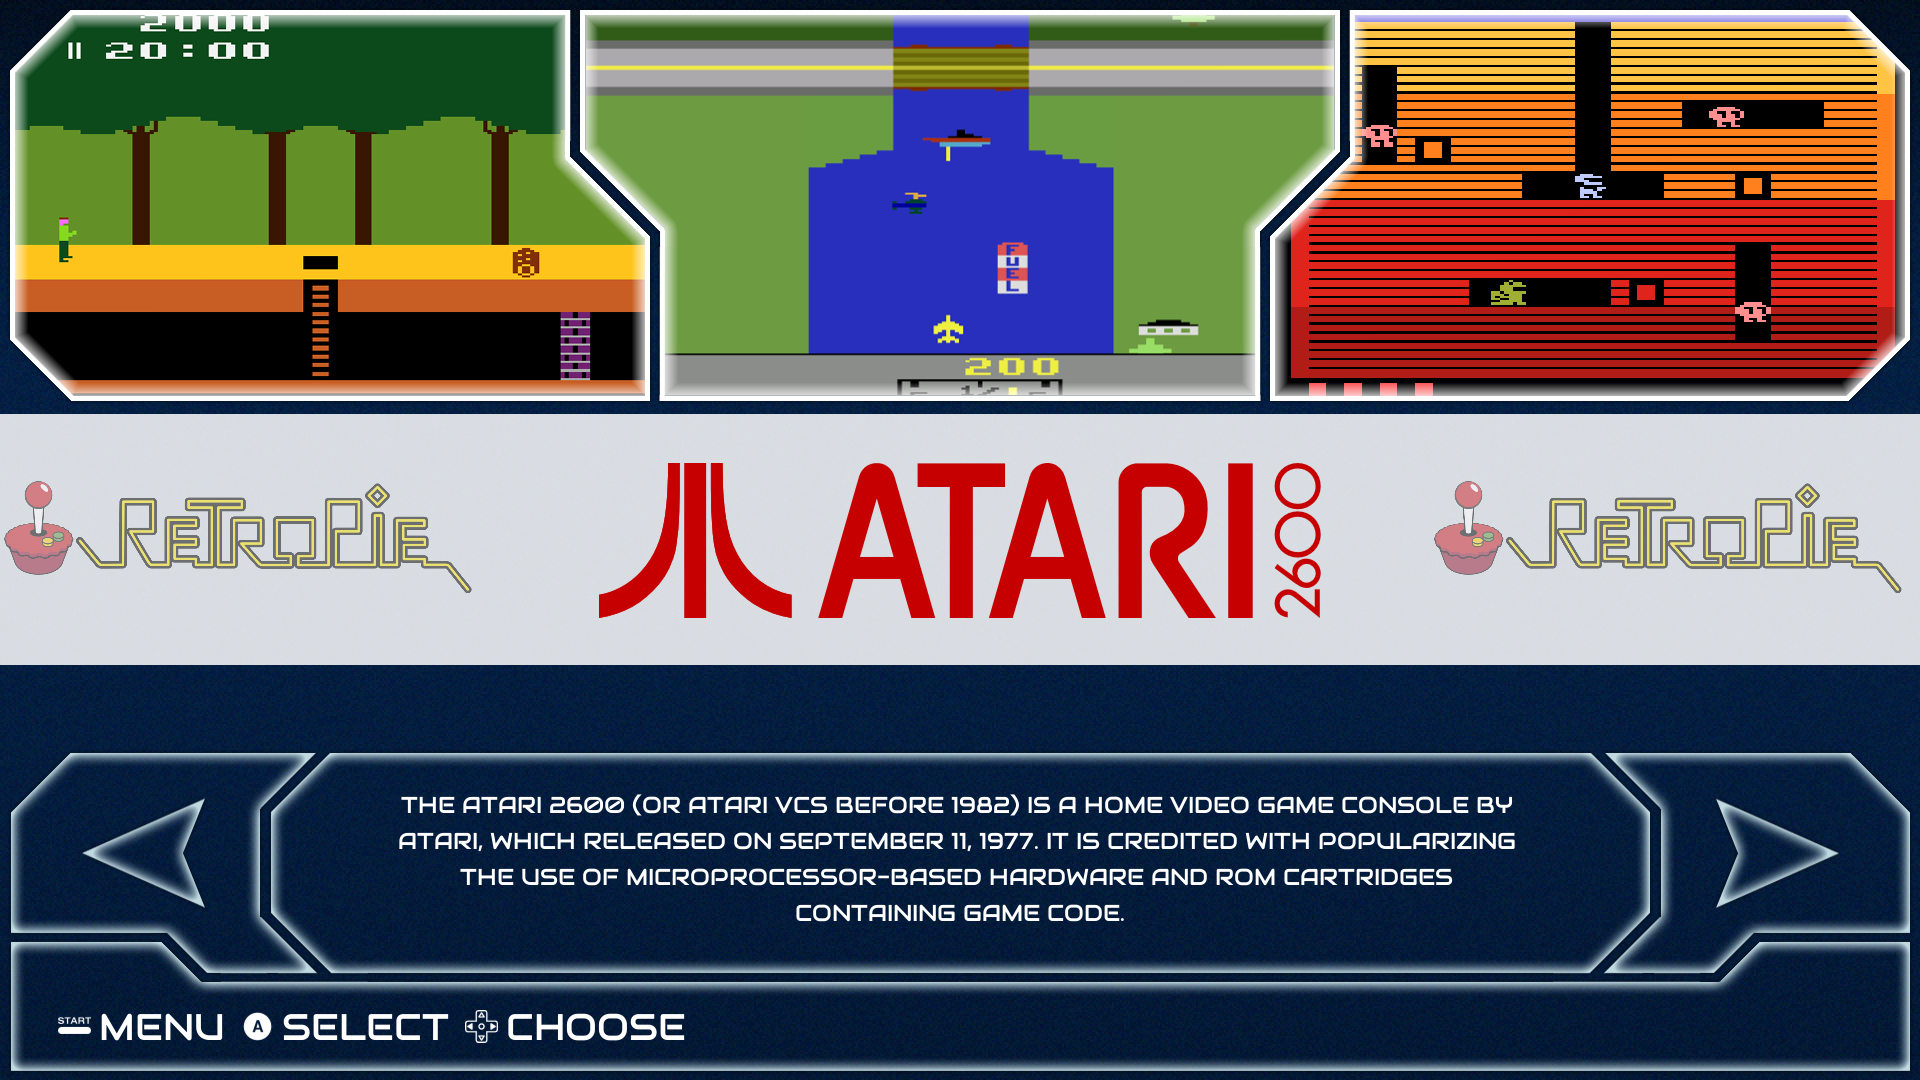 2000
20:00
FUEL
200
RETROPIE
ATARI 2600
RETROPIE
THE ATARI 2600 (OR ATARI VCS BEFORE 1982) IS A HOME VIDEO GAME CONSOLE BY
ATARI, WHICH RELEASED ON SEPTEMBER 11, 1977. IT IS CREDITED WITH POPULARIZING
THE USE OF MICROPROCESSOR-BASED HARDWARE AND ROM CARTRIDGES
CONTAINING GAME CODE.
START MENU A SELECT CHOOSE